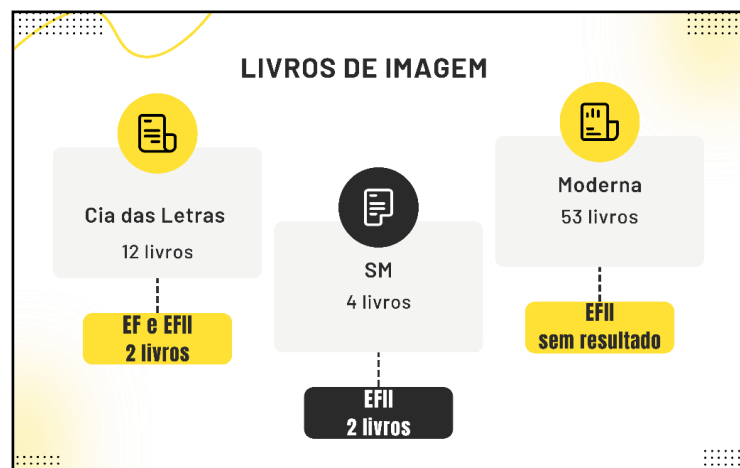 LIVROS DE IMAGEM
Cia das Letras
12 livros
EF e EFII
2 livros
SM
4 livros
EFII
2 livros
Moderna
53 livros
EFII
sem resultado